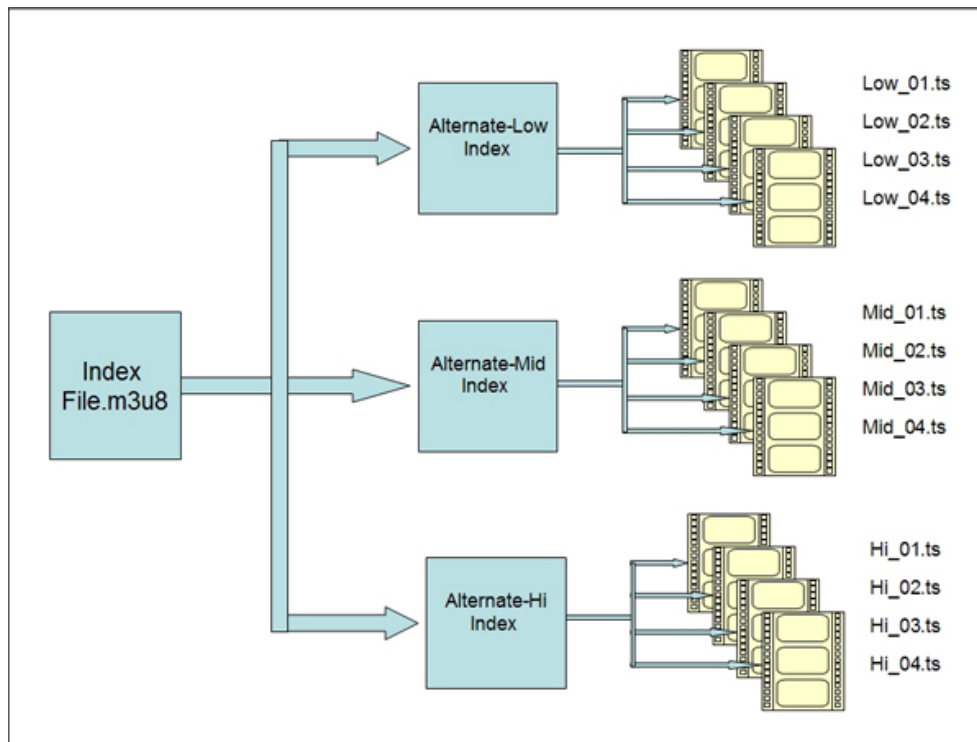 Alternate-Low
Index
Low_01.ts
Low_02.ts
Low_03.ts
Low_04.ts
Index
File.m3u8
Alternate-Mid
Index
Mid_01.ts
Mid_02.ts
Mid_03.ts
Mid_04.ts
Alternate-Hi
Index
Hi_01.ts
Hi_02.ts
Hi_03.ts
Hi_04.ts